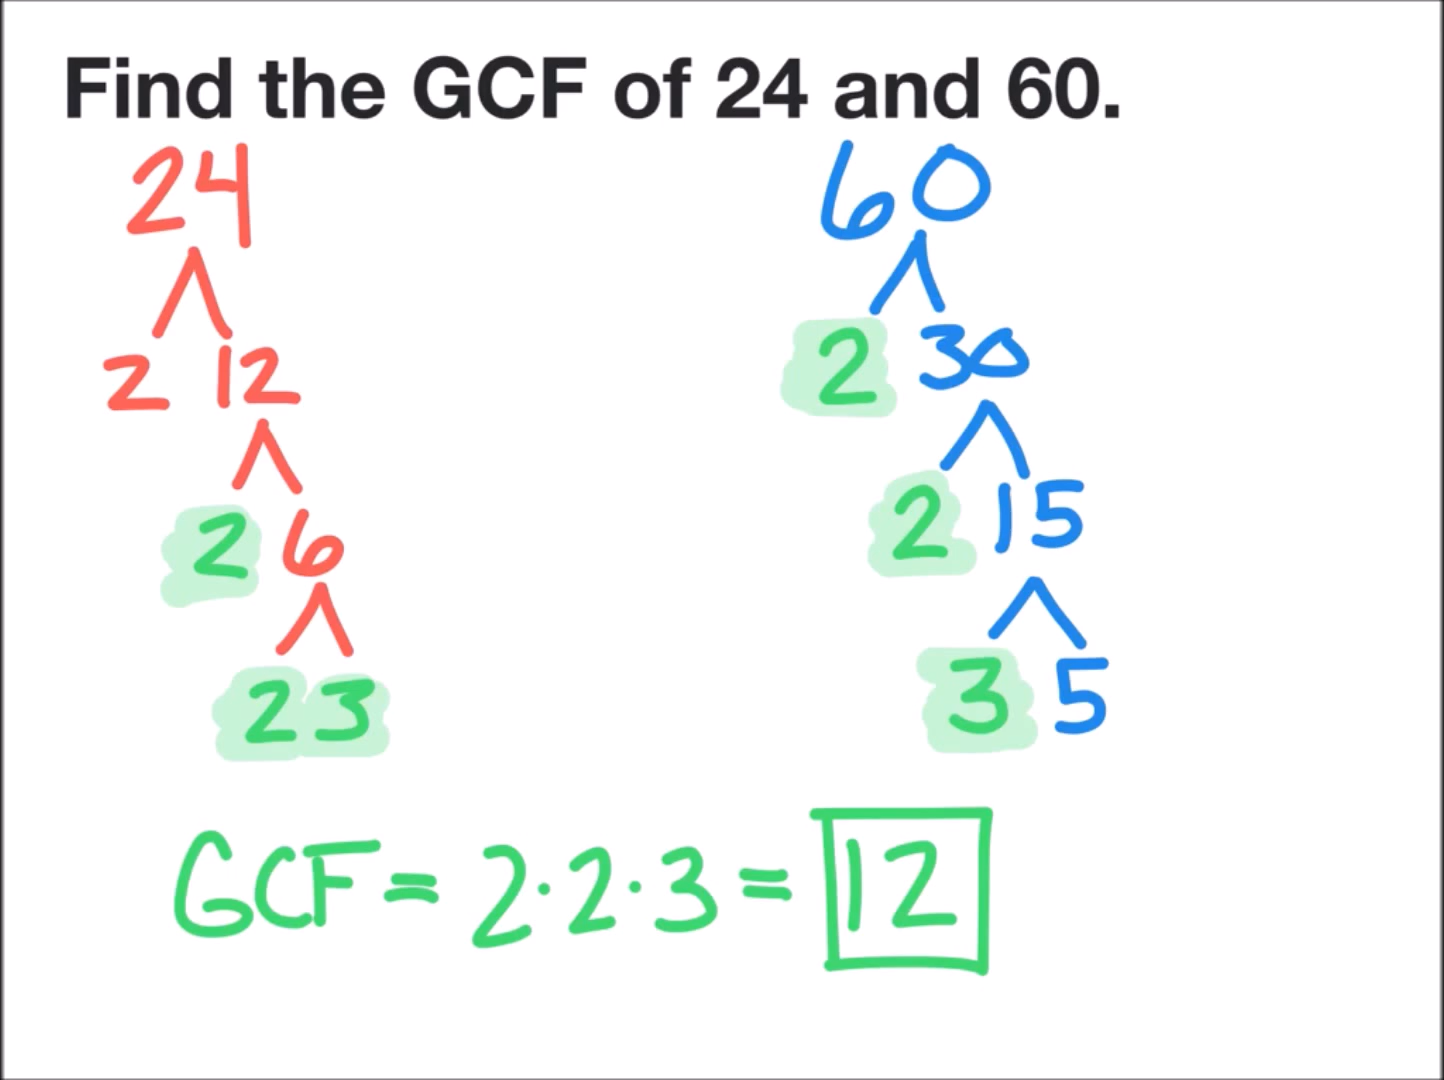 Find the GCF of 24 and 60.
24 60
2 12 2 30
2 6 2 15
2 3 3 5
GCF = 2·2·3 = 12